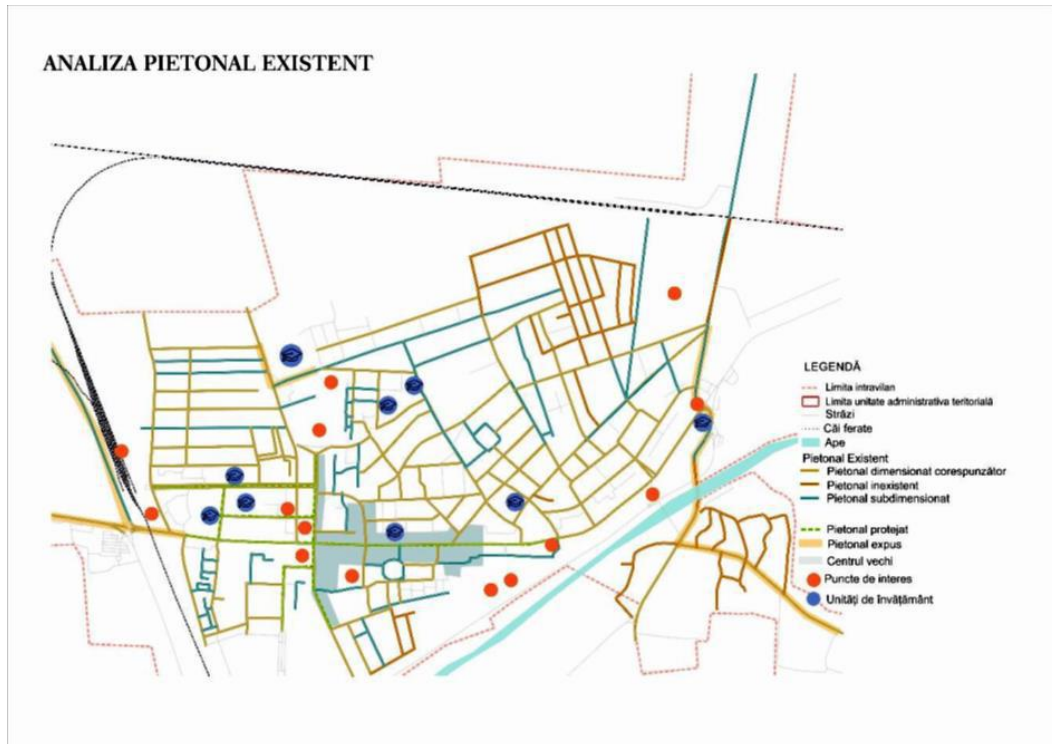 ANALIZA PIETONAL EXISTENT
LEGENDĂ
Limita intravilan
Limita unitate administrativa teritorială
Străzi
Căi ferate
Ape
Pietonal Existent
Pietonal dimensionat corespunzător
Pietonal inexistent
Pietonal subdimensionat
Pietonal protejat
Pietonal expus
Centrul vechi
Puncte de interes
Unități de învățământ